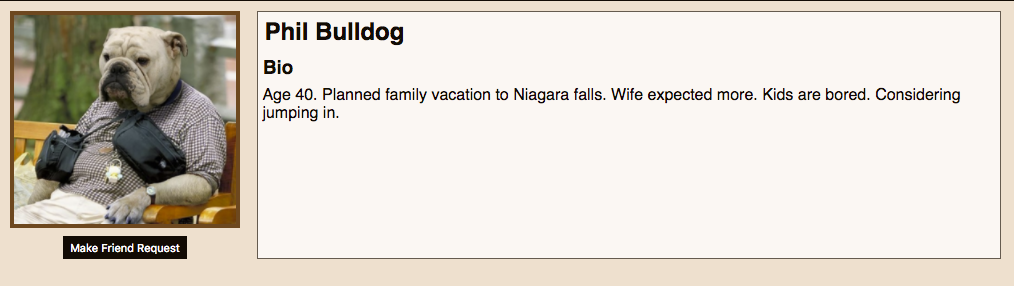 Phil Bulldog
Bio
Age 40. Planned family vacation to Niagara falls. Wife expected more. Kids are bored. Considering
jumping in.
Make Friend Request